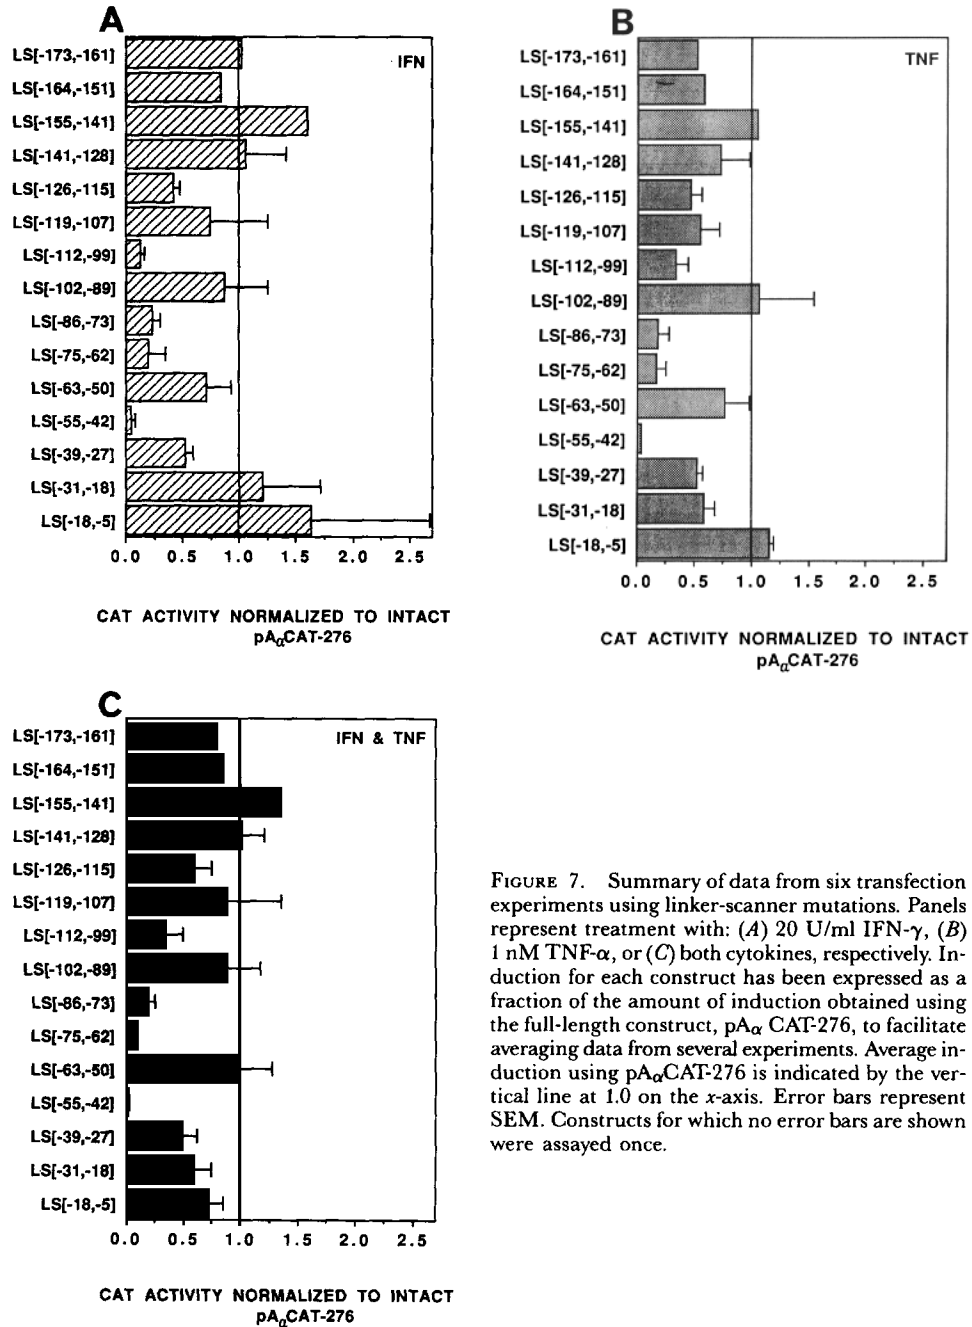 A
IFN
LS[-173,-161]
LS[-164,-151]
LS[-155,-141]
LS[-141,-128]
LS[-126,-115]
LS[-119,-107]
LS[-112,-99]
LS[-102,-89]
LS[-86,-73]
LS[-75,-62]
LS[-63,-50]
LS[-55,-42]
LS[-39,-27]
LS[-31,-18]
LS[-18,-5]
0.0 0.5 1.0 1.5 2.0 2.5
CAT ACTIVITY NORMALIZED TO INTACT
pAαCAT-276
B
TNF
LS[-173,-161]
LS[-164,-151]
LS[-155,-141]
LS[-141,-128]
LS[-126,-115]
LS[-119,-107]
LS[-112,-99]
LS[-102,-89]
LS[-86,-73]
LS[-75,-62]
LS[-63,-50]
LS[-55,-42]
LS[-39,-27]
LS[-31,-18]
LS[-18,-5]
0.0 0.5 1.0 1.5 2.0 2.5
CAT ACTIVITY NORMALIZED TO INTACT
pAαCAT-276
C
IFN & TNF
LS[-173,-161]
LS[-164,-151]
LS[-155,-141]
LS[-141,-128]
LS[-126,-115]
LS[-119,-107]
LS[-112,-99]
LS[-102,-89]
LS[-86,-73]
LS[-75,-62]
LS[-63,-50]
LS[-55,-42]
LS[-39,-27]
LS[-31,-18]
LS[-18,-5]
0.0 0.5 1.0 1.5 2.0 2.5
CAT ACTIVITY NORMALIZED TO INTACT
pAαCAT-276
FIGURE 7. Summary of data from six transfection
experiments using linker-scanner mutations. Panels
represent treatment with: (A) 20 U/ml IFN-γ, (B)
1 nM TNF-α, or (C) both cytokines, respectively. In-
duction for each construct has been expressed as a
fraction of the amount of induction obtained using
the full-length construct, pAα CAT-276, to facilitate
averaging data from several experiments. Average in-
duction using pAαCAT-276 is indicated by the ver-
tical line at 1.0 on the x-axis. Error bars represent
SEM. Constructs for which no error bars are shown
were assayed once.